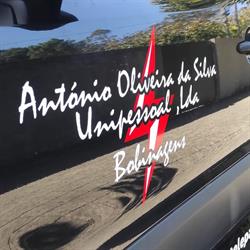 António Oliveira da Silva
Unipessoal , Lda
Bobinagens